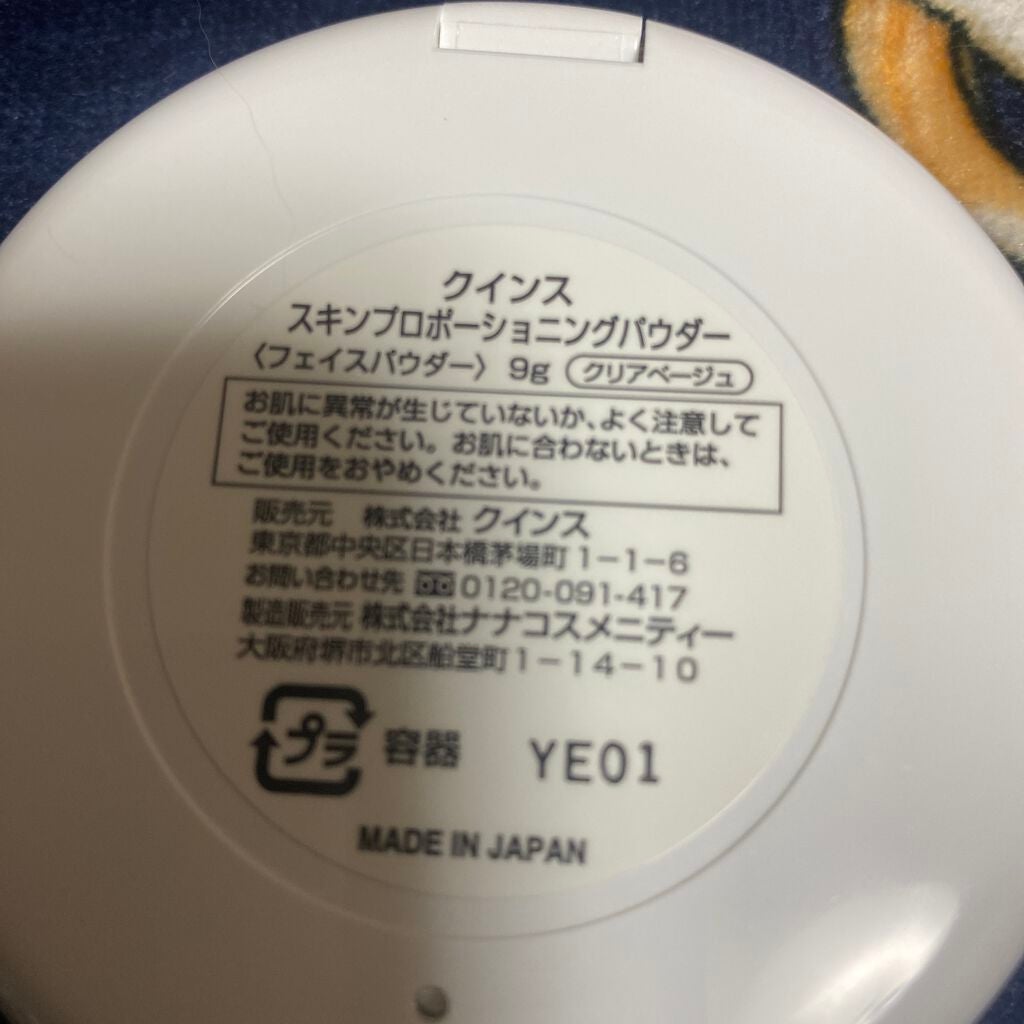 クインス
スキンプロポーショニングパウダー
〈フェイスパウダー〉 9g クリアベージュ
お肌に異常が生じていないか、よく注意して
ご使用ください。お肌に合わないときは、
ご使用をおやめください。
販売元 株式会社 クインス
東京都中央区日本橋茅場町1-1-6
お問い合わせ先 0120-091-417
製造販売元 株式会社ナナコスメニティー
大阪府堺市北区船堂町1-14-10
プラ 容器 YE01
MADE IN JAPAN